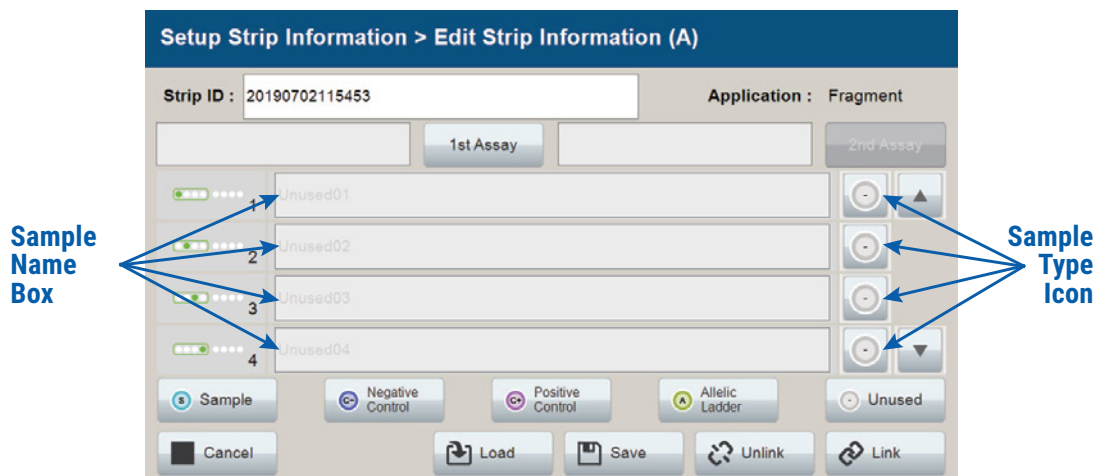 Setup Strip Information > Edit Strip Information (A)
Strip ID : 20190702115453 Application : Fragment
1st Assay 2nd Assay
1 Unused01 -
2 Unused02 -
3 Unused03 -
4 Unused04 -
Sample
Name
Box
Sample
Type
Icon
S Sample
C- Negative
Control
C+ Positive
Control
A Allelic
Ladder
- Unused
Cancel Load Save Unlink Link